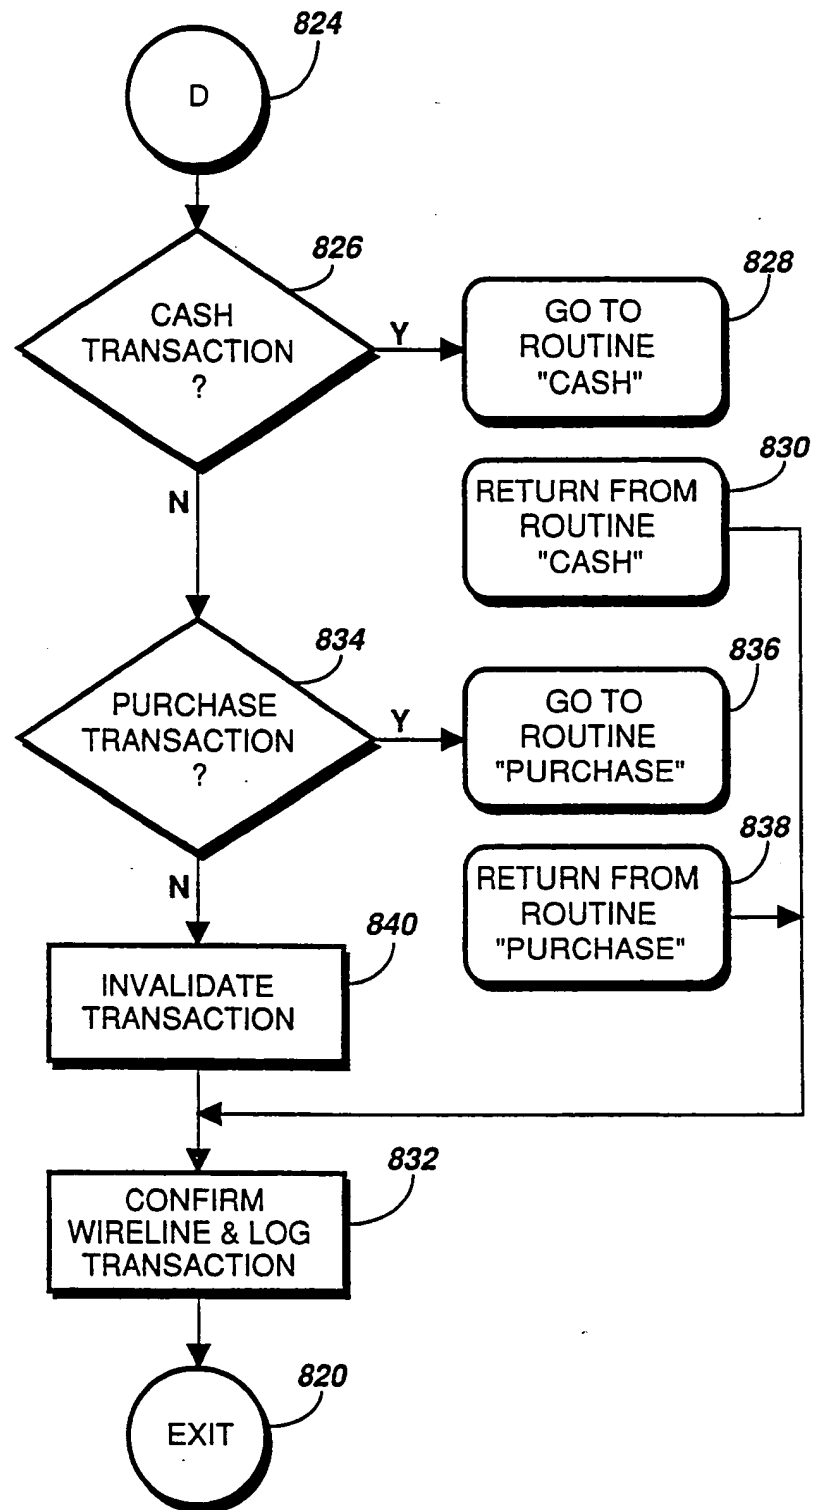 824
D
826
CASH
TRANSACTION
?
Y
828
GO TO
ROUTINE
"CASH"
N
830
RETURN FROM
ROUTINE
"CASH"
834
PURCHASE
TRANSACTION
?
Y
836
GO TO
ROUTINE
"PURCHASE"
N
838
RETURN FROM
ROUTINE
"PURCHASE"
840
INVALIDATE
TRANSACTION
832
CONFIRM
WIRELINE & LOG
TRANSACTION
820
EXIT